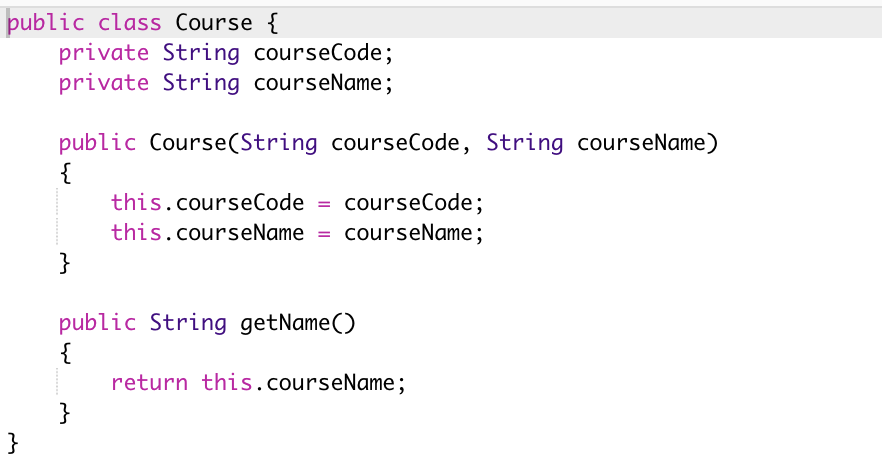 public class Course {
    private String courseCode;
    private String courseName;

    public Course(String courseCode, String courseName)
    {
        this.courseCode = courseCode;
        this.courseName = courseName;
    }

    public String getName()
    {
        return this.courseName;
    }
}